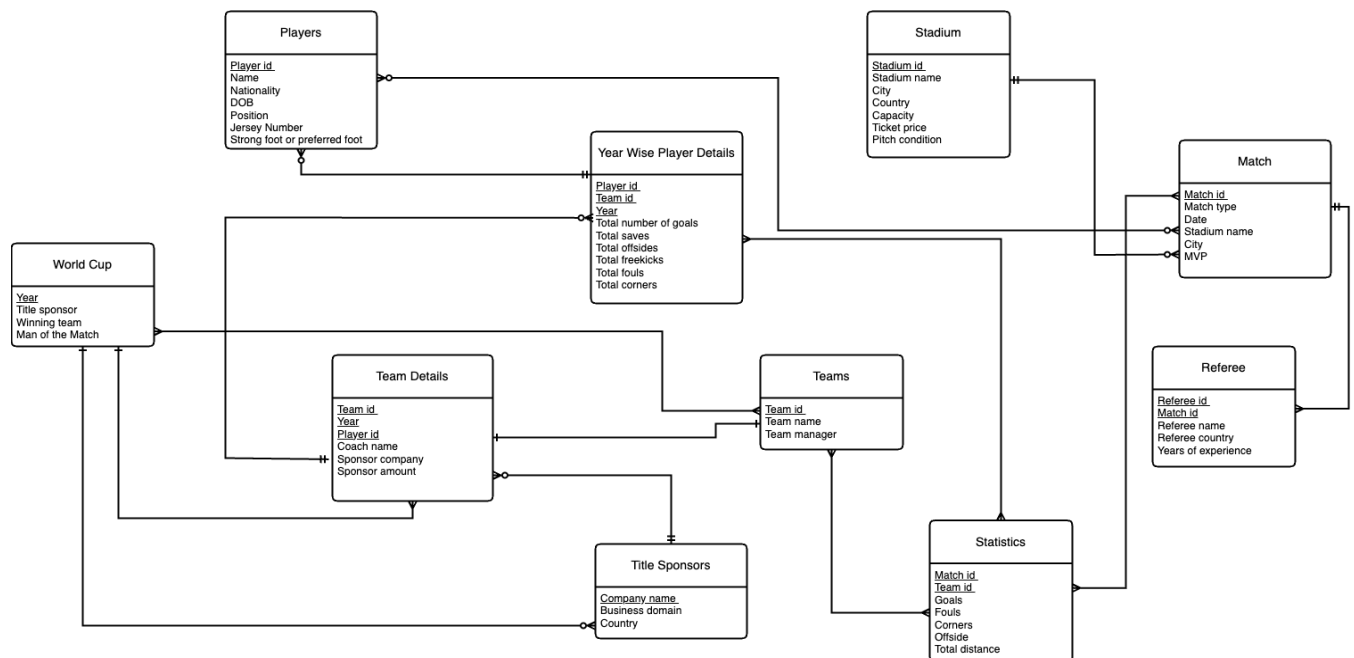 Players
Player id
Name
Nationality
DOB
Position
Jersey Number
Strong foot or preferred foot
Stadium
Stadium id
Stadium name
City
Country
Capacity
Ticket price
Pitch condition
Year Wise Player Details
Player id
Team id
Year
Total number of goals
Total saves
Total offsides
Total freekicks
Total fouls
Total corners
Match
Match id
Match type
Date
Stadium name
City
MVP
World Cup
Year
Title sponsor
Winning team
Man of the Match
Team Details
Team id
Year
Player id
Coach name
Sponsor company
Sponsor amount
Teams
Team id
Team name
Team manager
Referee
Referee id
Match id
Referee name
Referee country
Years of experience
Title Sponsors
Company name
Business domain
Country
Statistics
Match id
Team id
Goals
Fouls
Corners
Offside
Total distance